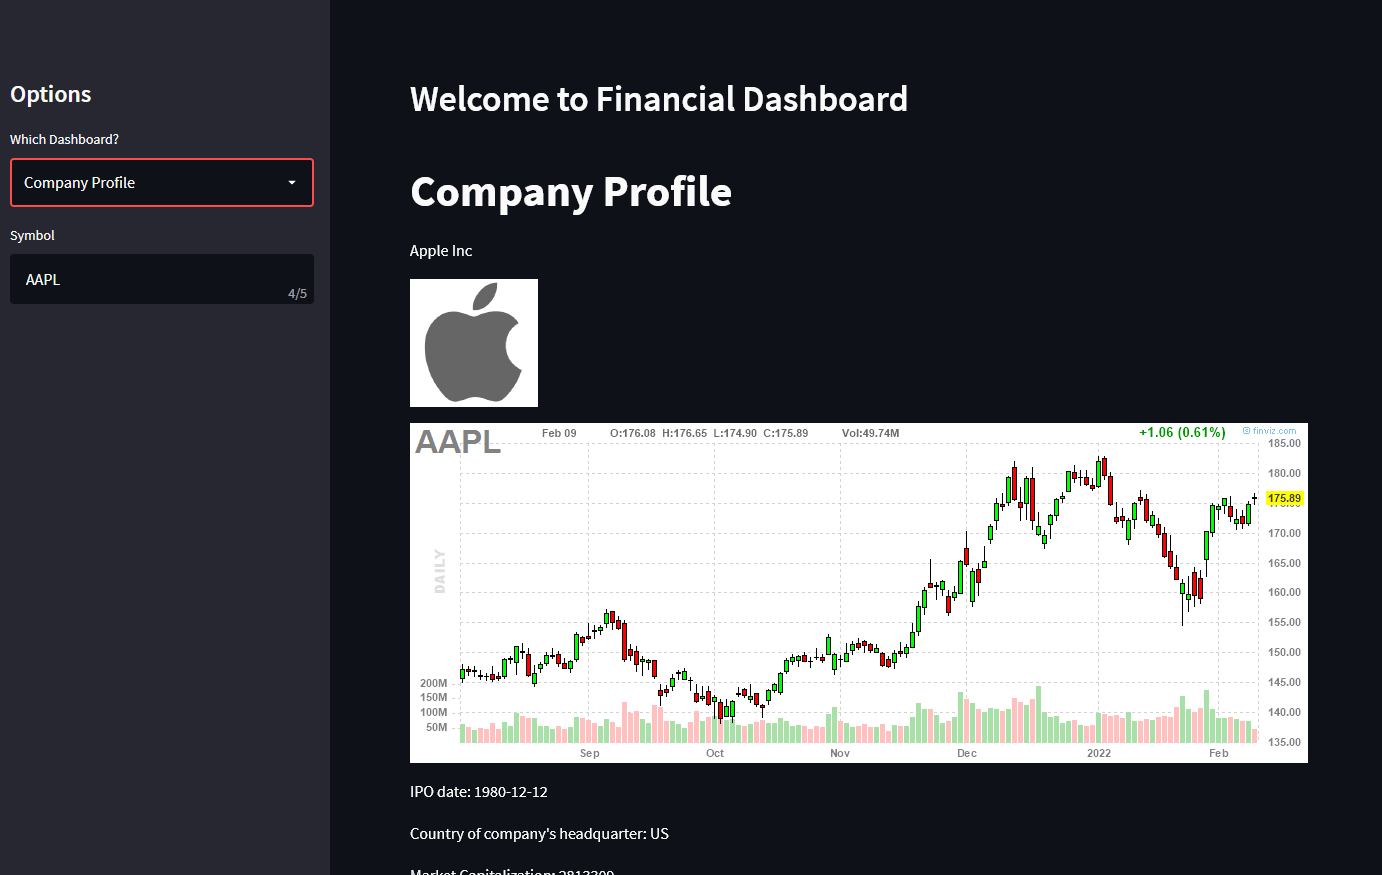 Options
Which Dashboard?
Company Profile
Symbol
AAPL
4/5
Welcome to Financial Dashboard
Company Profile
Apple Inc
AAPL
Feb 09 O:176.08 H:176.65 L:174.90 C:175.89 Vol:49.74M +1.06 (0.61%) © finviz.com
185.00
180.00
175.89
170.00
165.00
160.00
155.00
150.00
145.00
140.00
135.00
DAILY
200M
150M
100M
50M
Sep Oct Nov Dec 2022 Feb
IPO date: 1980-12-12
Country of company's headquarter: US
Market Capitalization: 2813309